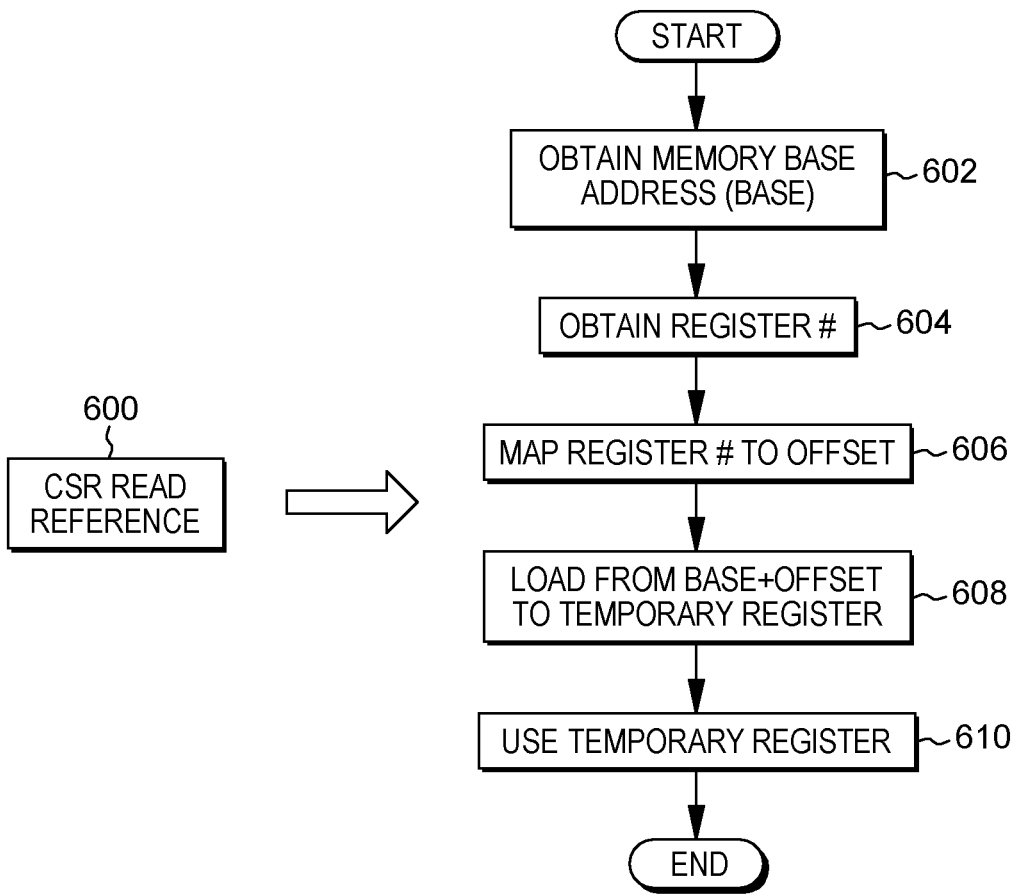 START
OBTAIN MEMORY BASE
ADDRESS (BASE)
602
OBTAIN REGISTER #
604
600
CSR READ
REFERENCE
MAP REGISTER # TO OFFSET
606
LOAD FROM BASE+OFFSET
TO TEMPORARY REGISTER
608
USE TEMPORARY REGISTER
610
END